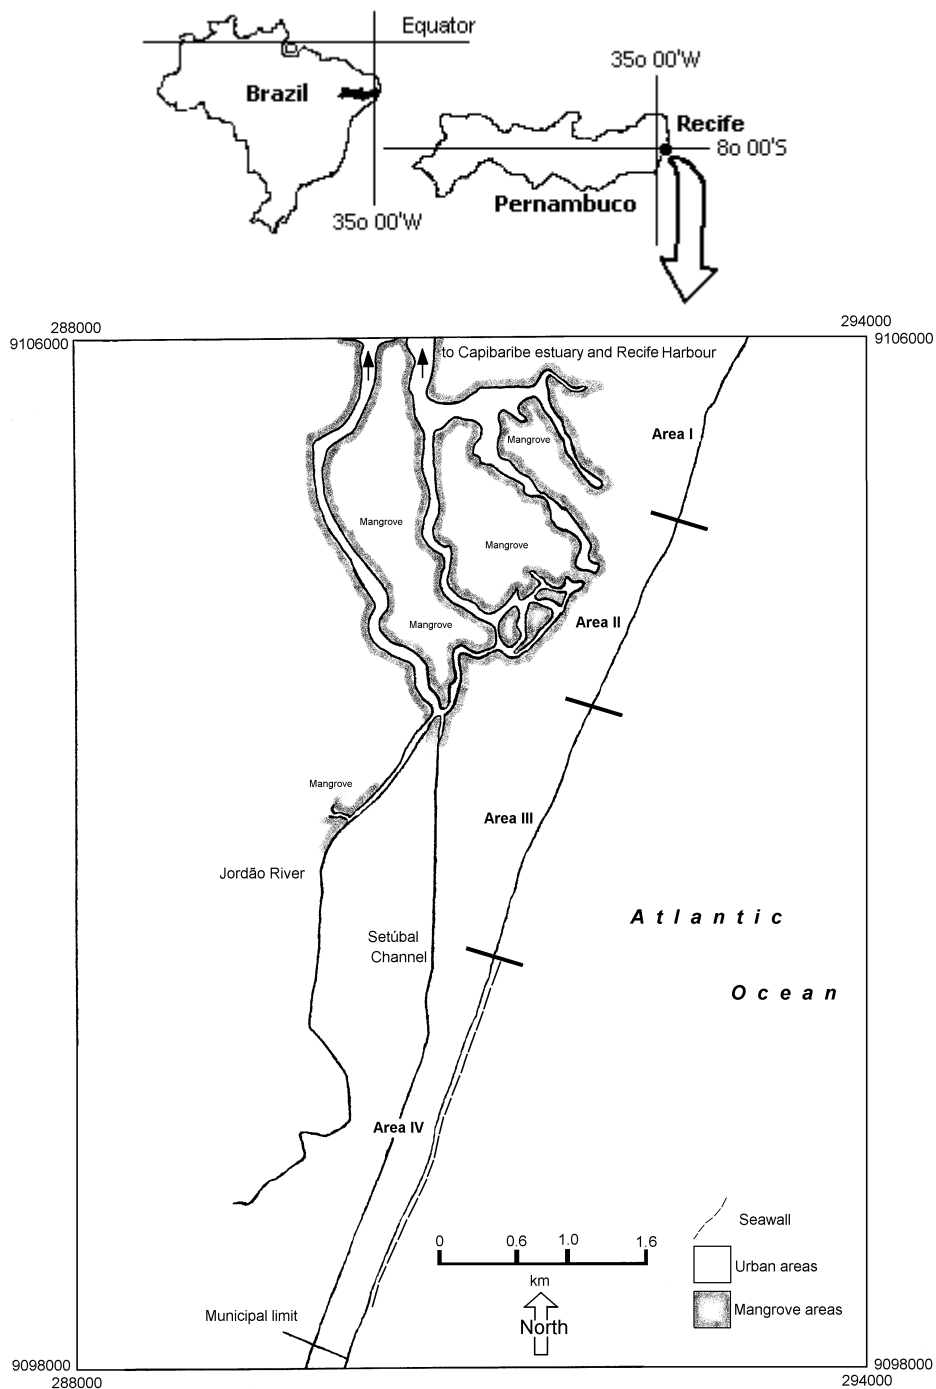 Equator
Brazil
35o 00'W
35o 00'W
Recife
8o 00'S
Pernambuco
288000
294000
9106000
9106000
to Capibaribe estuary and Recife Harbour
Area I
Mangrove
Mangrove
Mangrove
Mangrove
Area II
Mangrove
Area III
Jordão River
Atlantic
Setúbal
Channel
Ocean
Area IV
Seawall
0 0.6 1.0 1.6
Urban areas
km
Mangrove areas
Municipal limit
North
9098000
9098000
288000
294000